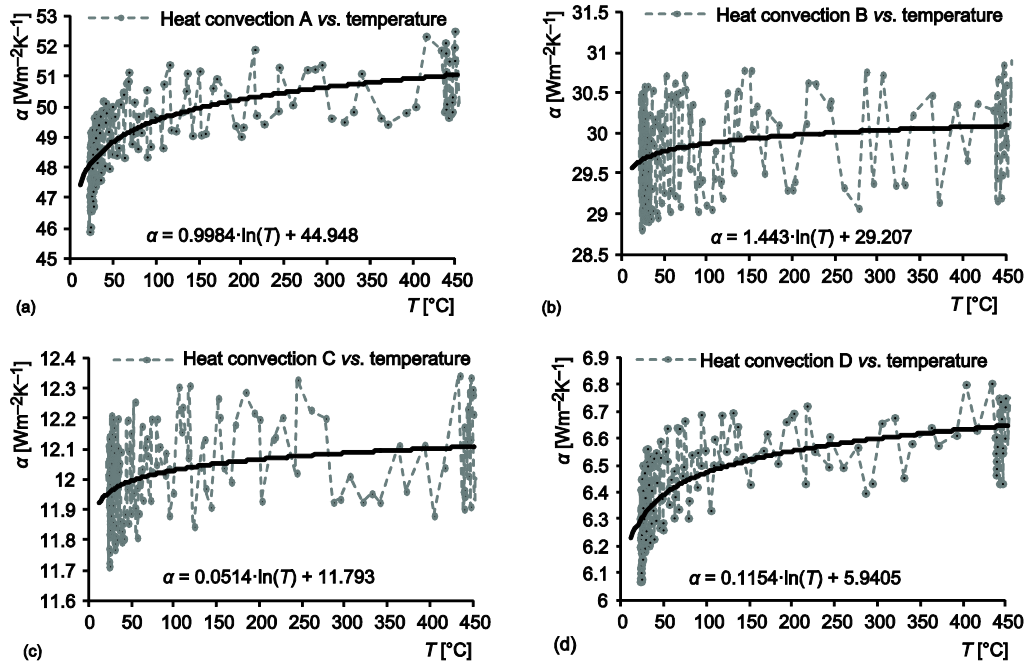 Heat convection A vs. temperature
α [Wm–2K–1]
53
52
51
50
49
48
47
46
45
α = 0.9984·ln(T) + 44.948
0 50 100 150 200 250 300 350 400 450
(a)
T [°C]
Heat convection B vs. temperature
α [Wm–2K–1]
31.5
31
30.5
30
29.5
29
28.5
α = 1.443·ln(T) + 29.207
0 50 100 150 200 250 300 350 400 450
(b)
T [°C]
Heat convection C vs. temperature
α [Wm–2K–1]
12.4
12.3
12.2
12.1
12
11.9
11.8
11.7
11.6
α = 0.0514·ln(T) + 11.793
0 50 100 150 200 250 300 350 400 450
(c)
T [°C]
Heat convection D vs. temperature
α [Wm–2K–1]
6.9
6.8
6.7
6.6
6.5
6.4
6.3
6.2
6.1
6
α = 0.1154·ln(T) + 5.9405
0 50 100 150 200 250 300 350 400 450
(d)
T [°C]